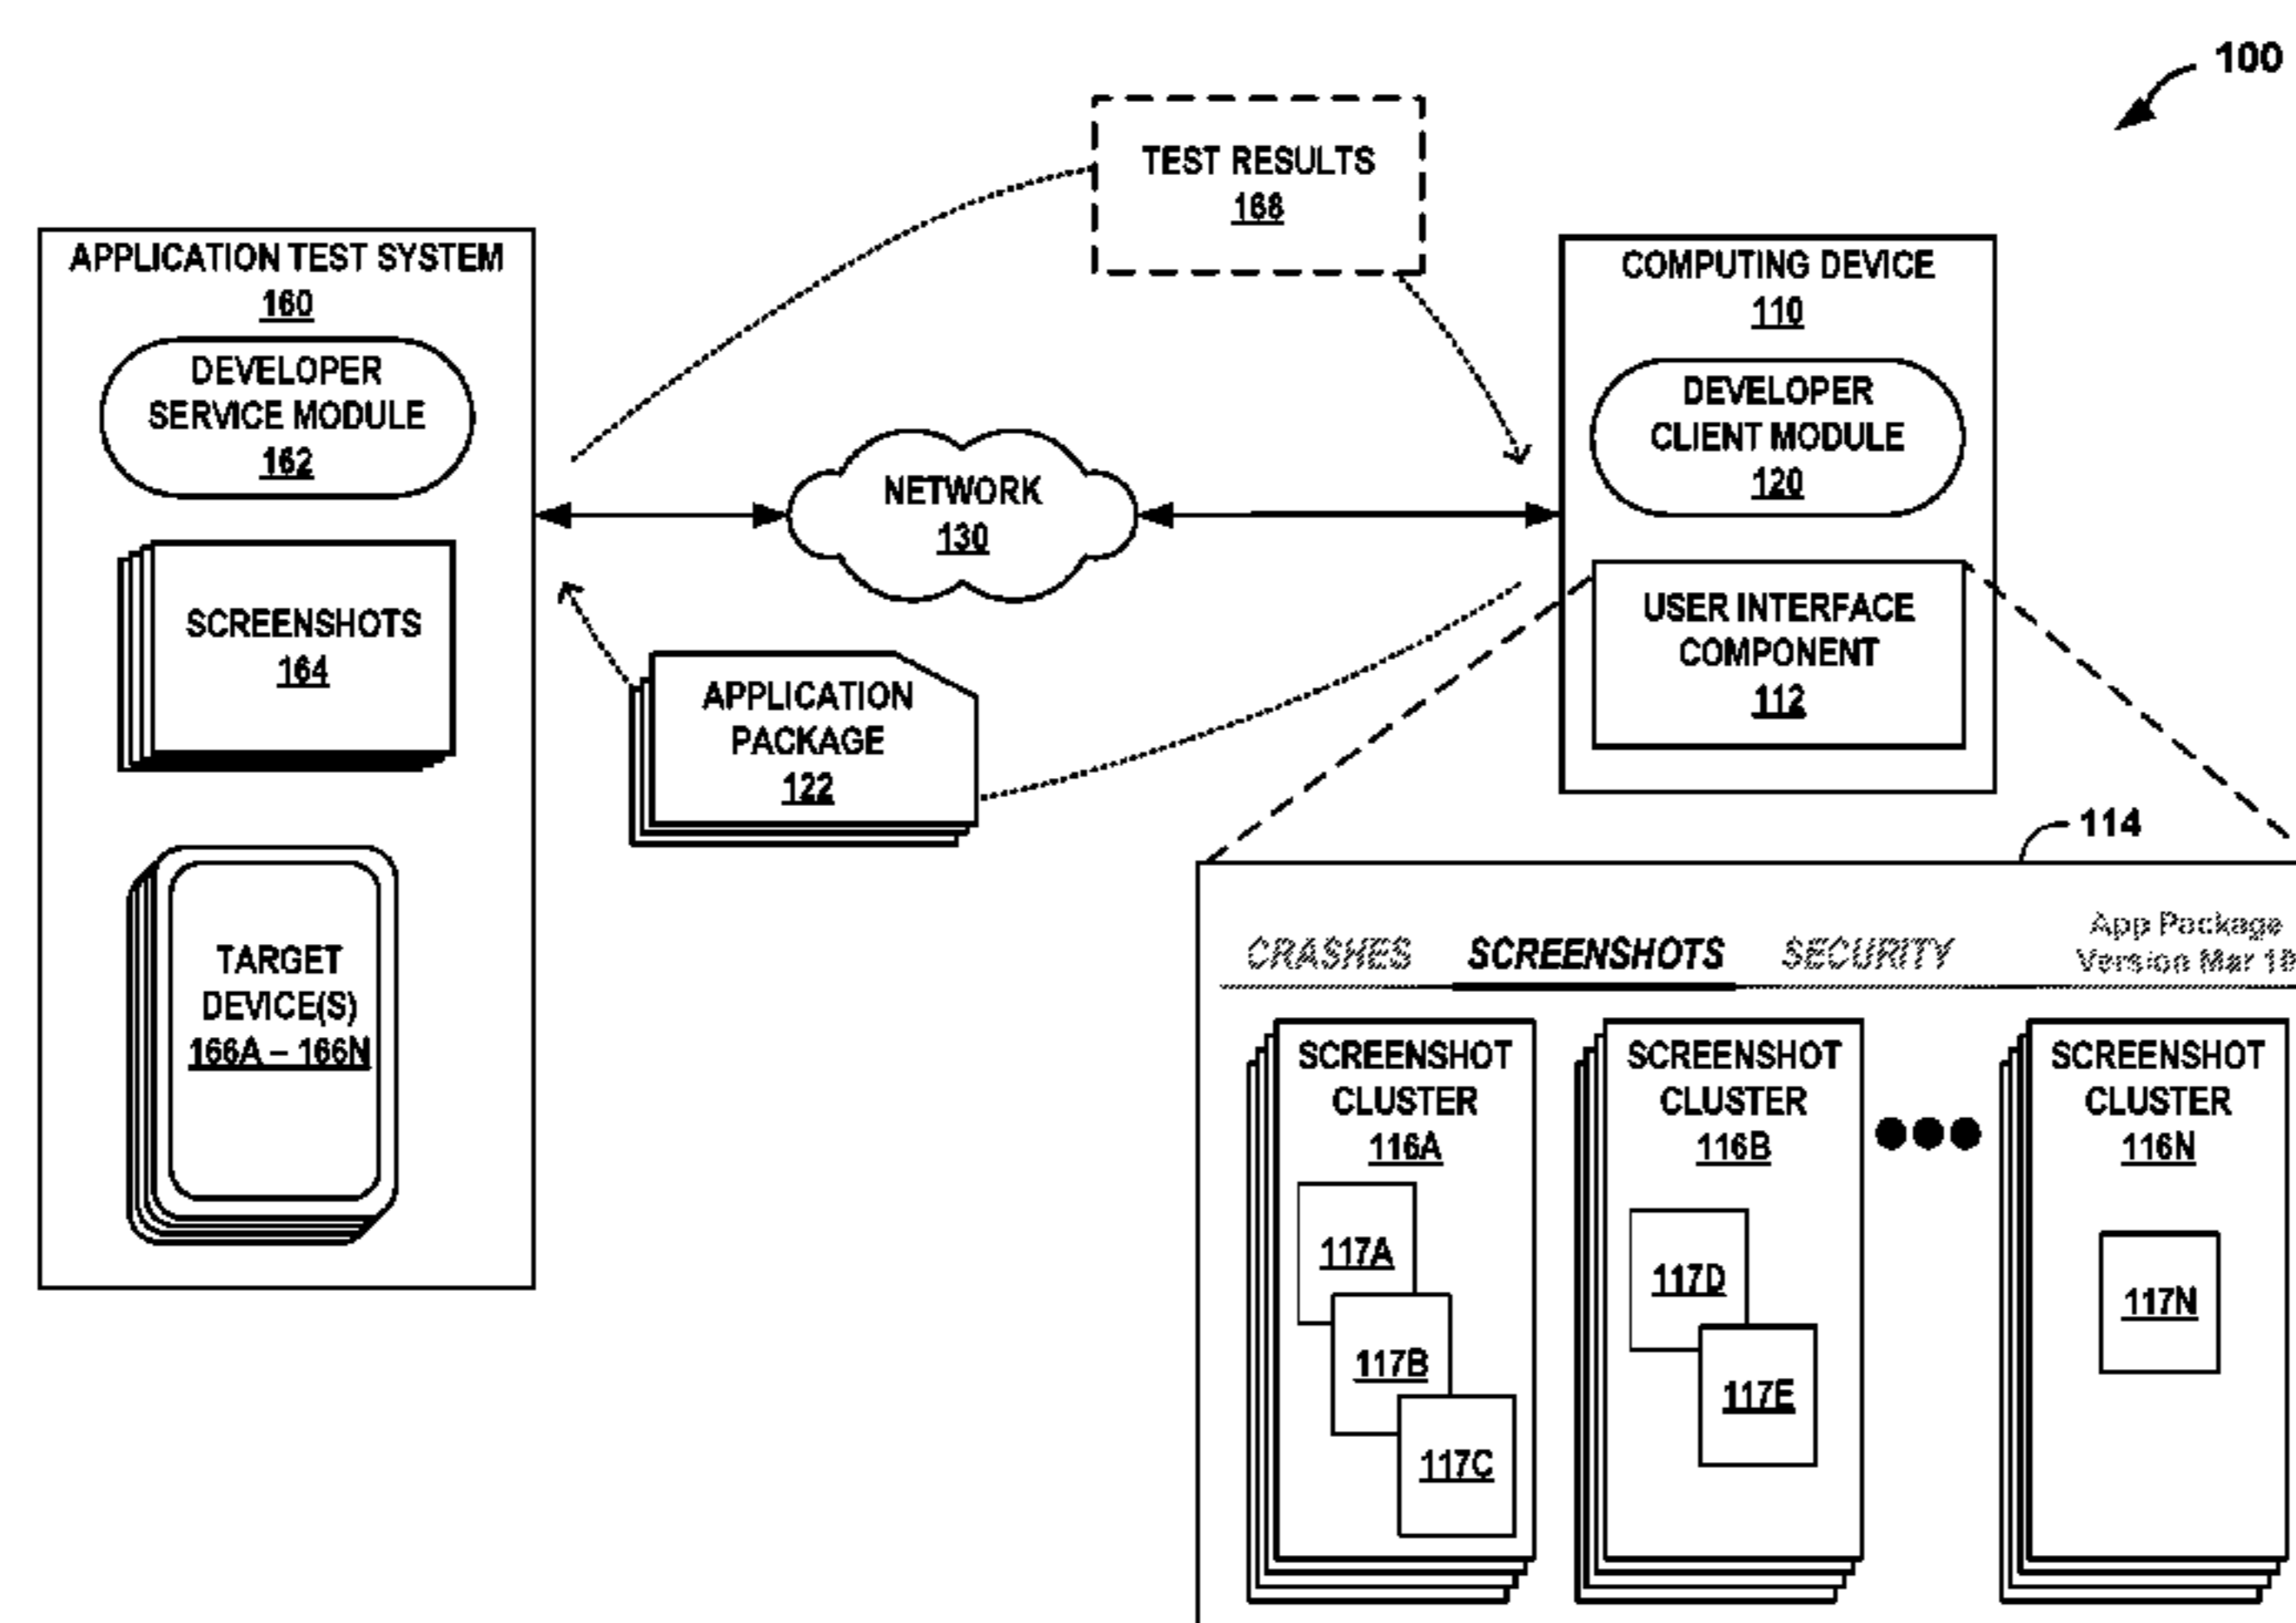 100
TEST RESULTS
168
APPLICATION TEST SYSTEM
160
DEVELOPER
SERVICE MODULE
162
SCREENSHOTS
164
TARGET
DEVICE(S)
166A – 166N
NETWORK
130
APPLICATION
PACKAGE
122
COMPUTING DEVICE
110
DEVELOPER
CLIENT MODULE
120
USER INTERFACE
COMPONENT
112
114
CRASHES SCREENSHOTS SECURITY
App Package
Version Mar
SCREENSHOT
CLUSTER
116A
117A
117B
117C
SCREENSHOT
CLUSTER
116B
117D
117E
SCREENSHOT
CLUSTER
116N
117N